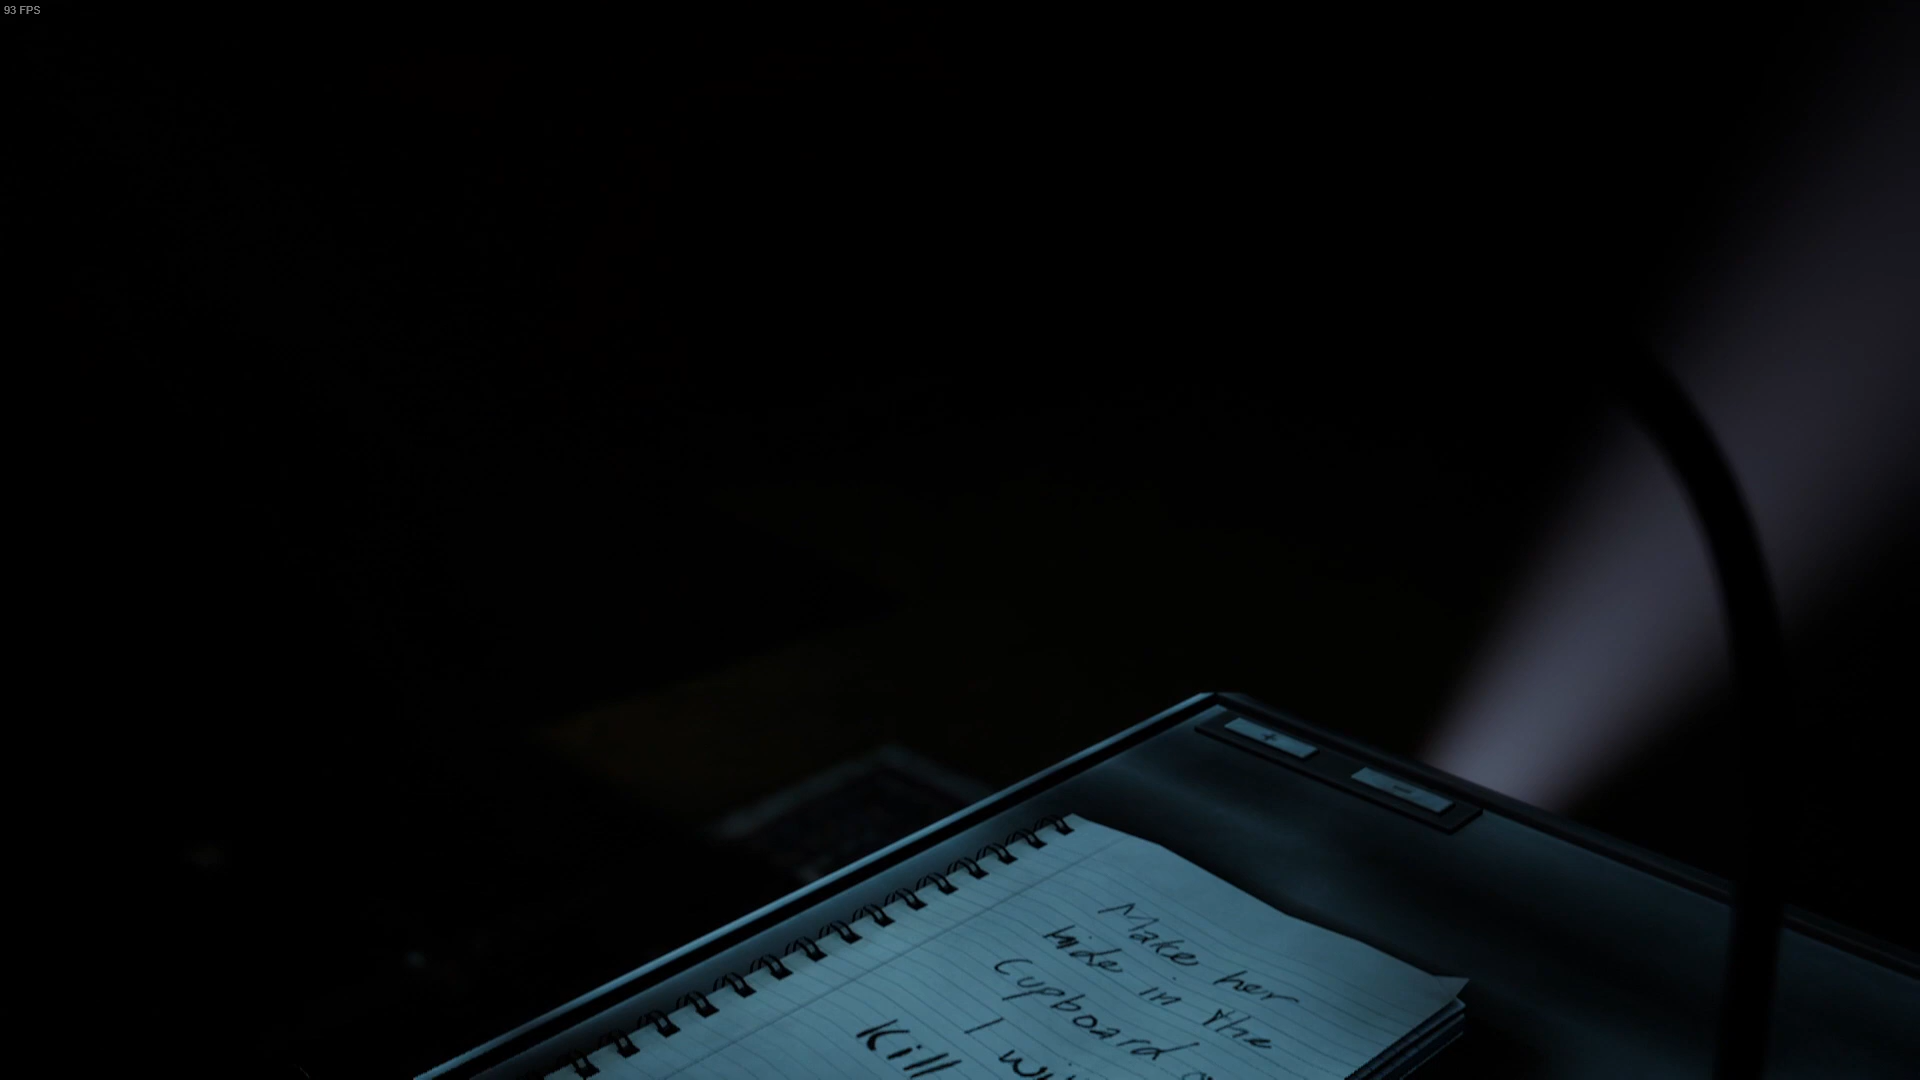 93 FPS
+
-
Make her
hide in the
Cupboard
I
Kill